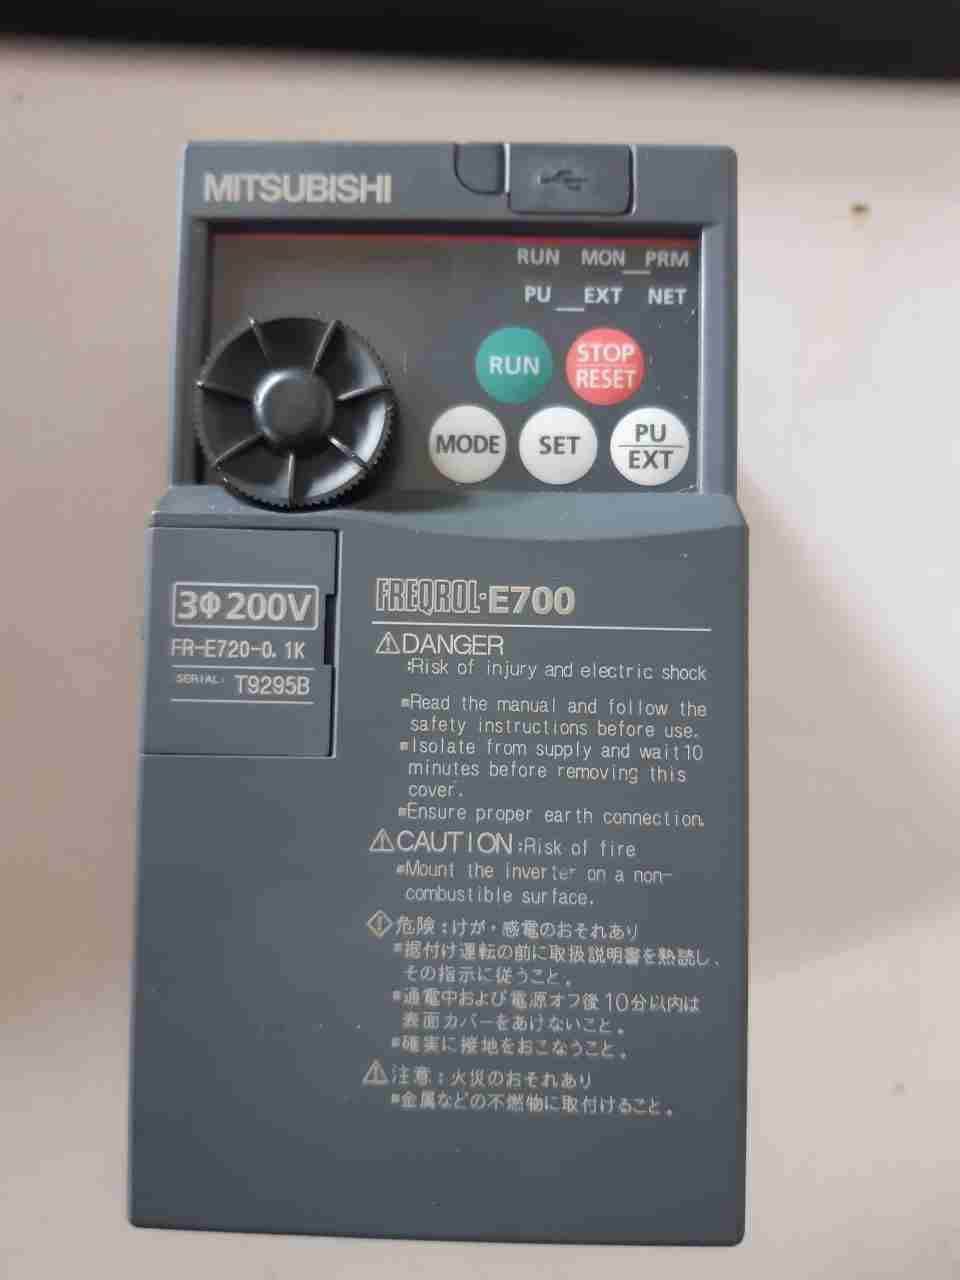 MITSUBISHI
RUN MON PRM
PU EXT NET
RUN
STOP
RESET
MODE
SET
PU
EXT
3Φ200V
FR-E720-0.1K
SERIAL: T9295B
FREQROL-E700
⚠DANGER
:Risk of injury and electric shock
■Read the manual and follow the
safety instructions before use.
■Isolate from supply and wait 10
minutes before removing this
cover.
■Ensure proper earth connection.
⚠CAUTION:Risk of fire
■Mount the inverter on a non-
combustible surface.
危険:けが・感電のおそれあり
■据付け運転の前に取扱説明書を熟読し、
その指示に従うこと。
■通電中および電源オフ後10分以内は
表面カバーをあけないこと。
■確実に接地をおこなうこと。
⚠注意:火災のおそれあり
■金属などの不燃物に取付けること。